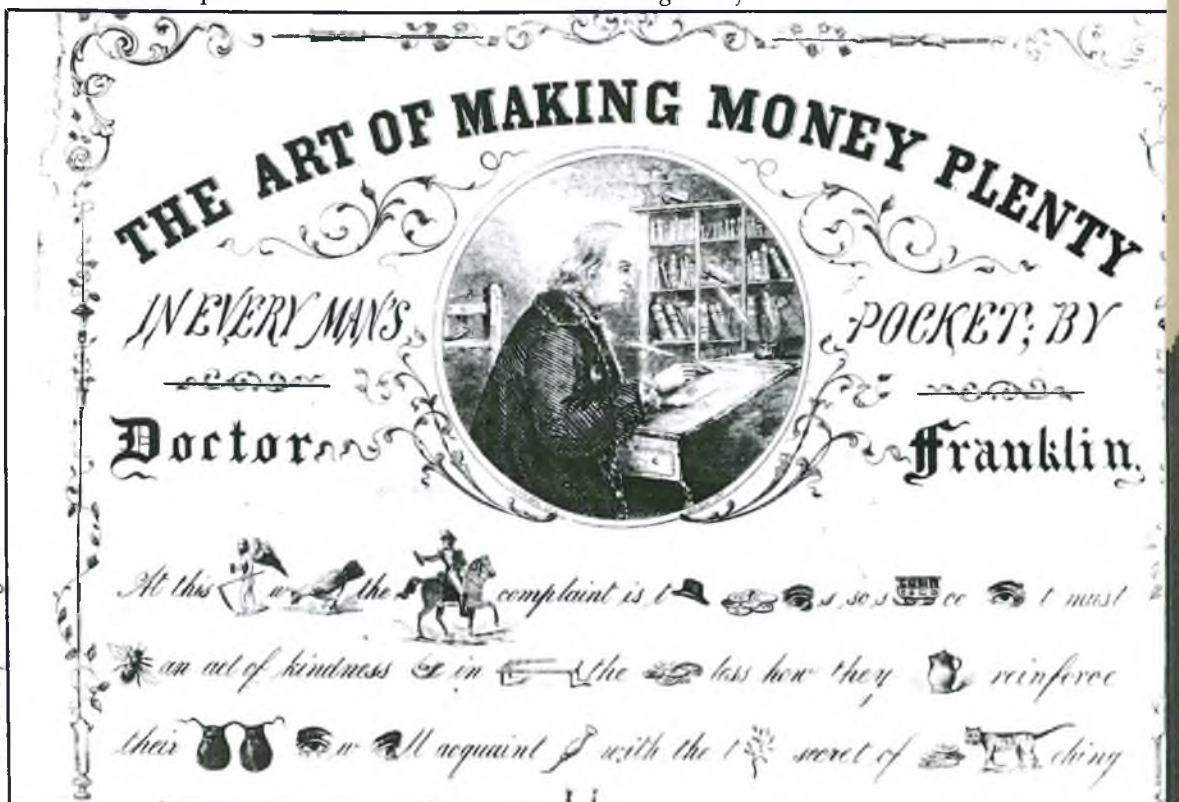 THE ART OF MAKING MONEY PLENTY
IN EVERY MAN'S POCKET; BY
Doctor Franklin.
At this w the complaint is t s, so s ce t must
an act of kindness in the less how they reinforce
their w ll acquaint with the t secret of ching